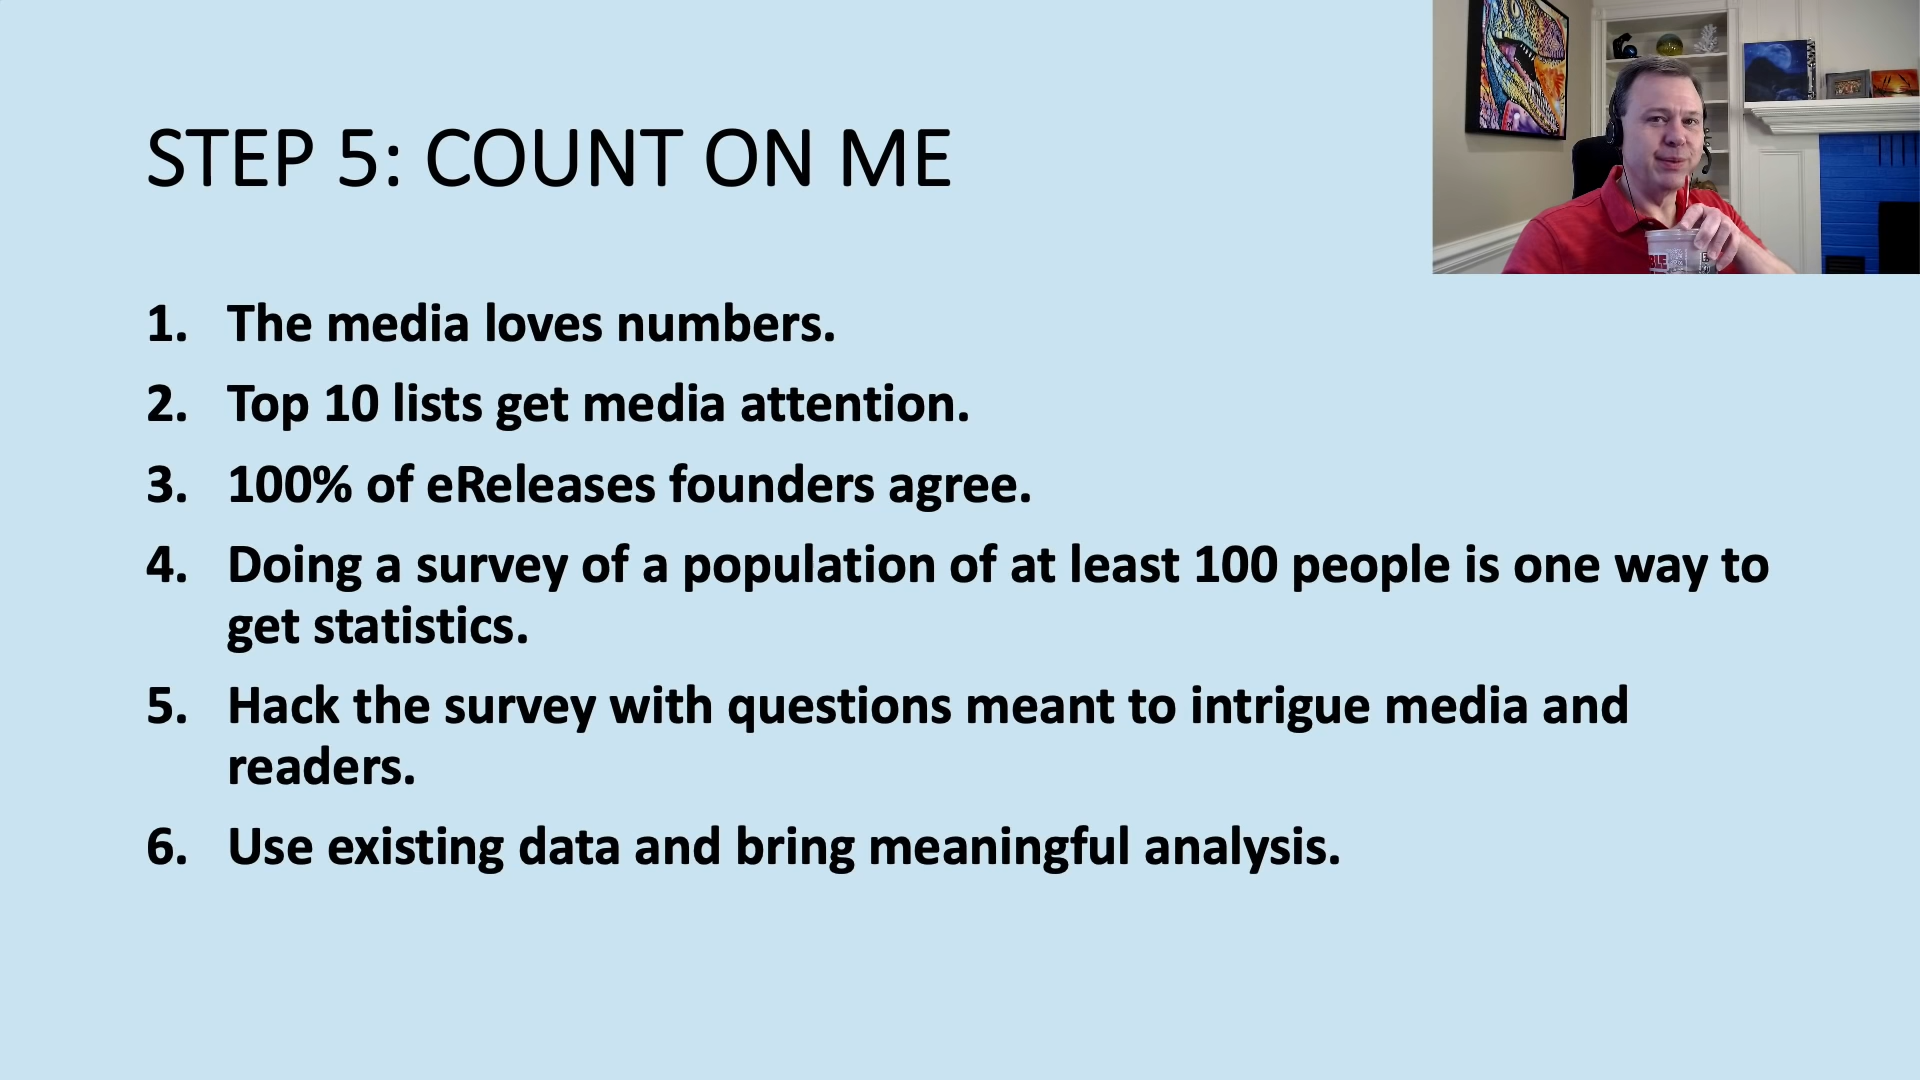 STEP 5: COUNT ON ME
1. The media loves numbers.
2. Top 10 lists get media attention.
3. 100% of eReleases founders agree.
4. Doing a survey of a population of at least 100 people is one way to
get statistics.
5. Hack the survey with questions meant to intrigue media and
readers.
6. Use existing data and bring meaningful analysis.